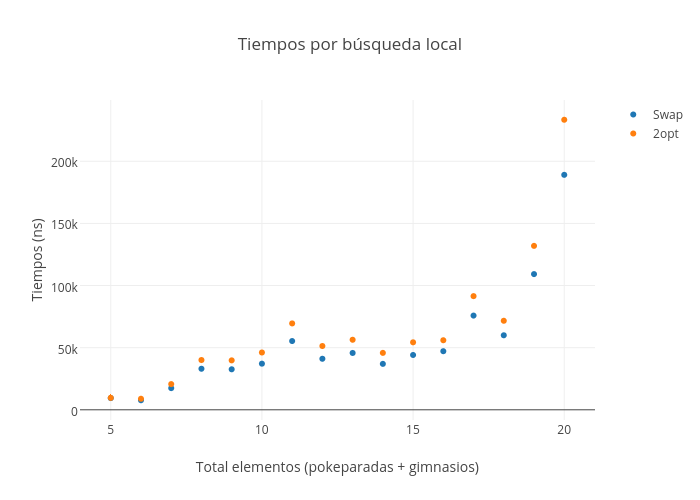 Tiempos por búsqueda local
Swap
2opt
200k
150k
100k
50k
0
Tiempos (ns)
5
10
15
20
Total elementos (pokeparadas + gimnasios)